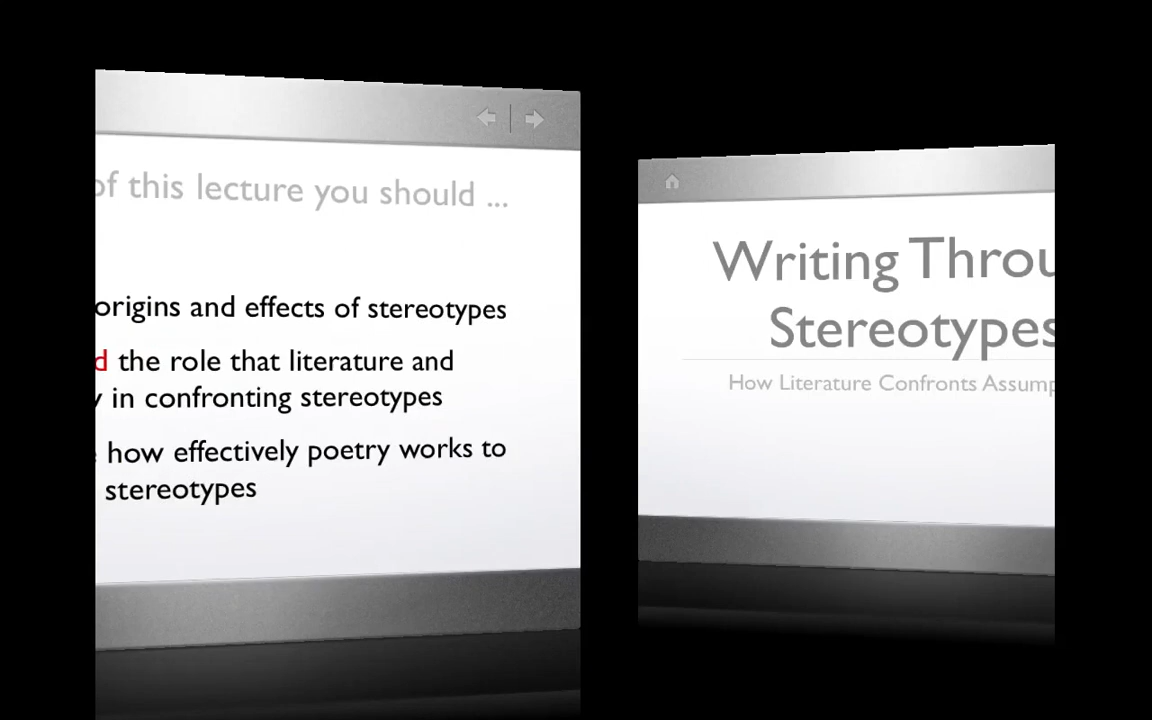 of this lecture you should ...
origins and effects of stereotypes
d the role that literature and
y in confronting stereotypes
how effectively poetry works to
stereotypes
Writing Throu
Stereotypes
How Literature Confronts Assump